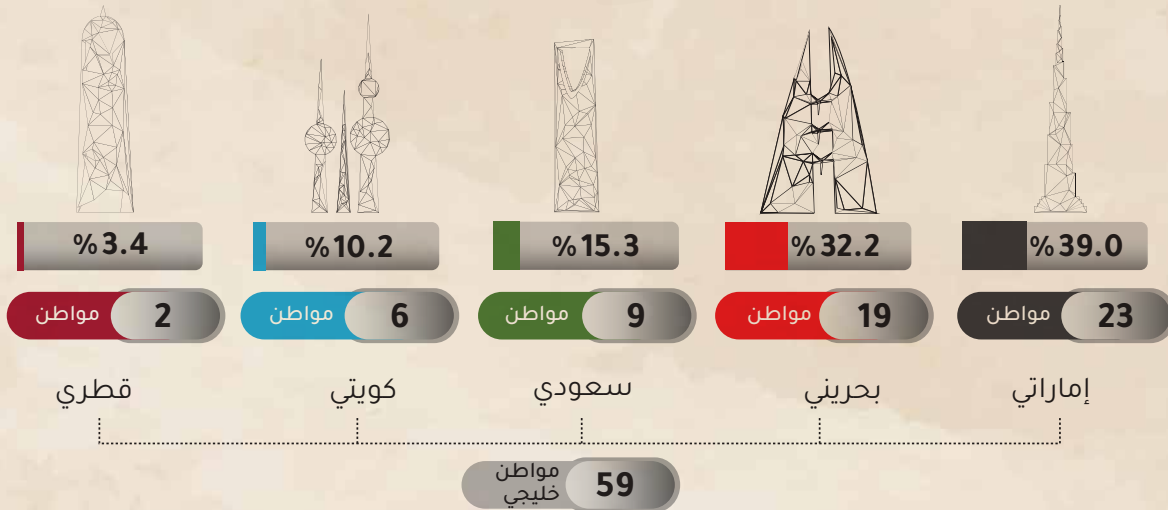 %39.0 %32.2 %15.3 %10.2 %3.4
23 مواطن 19 مواطن 9 مواطن 6 مواطن 2 مواطن
إماراتي بحريني سعودي كويتي قطري
59 مواطن
خليجي